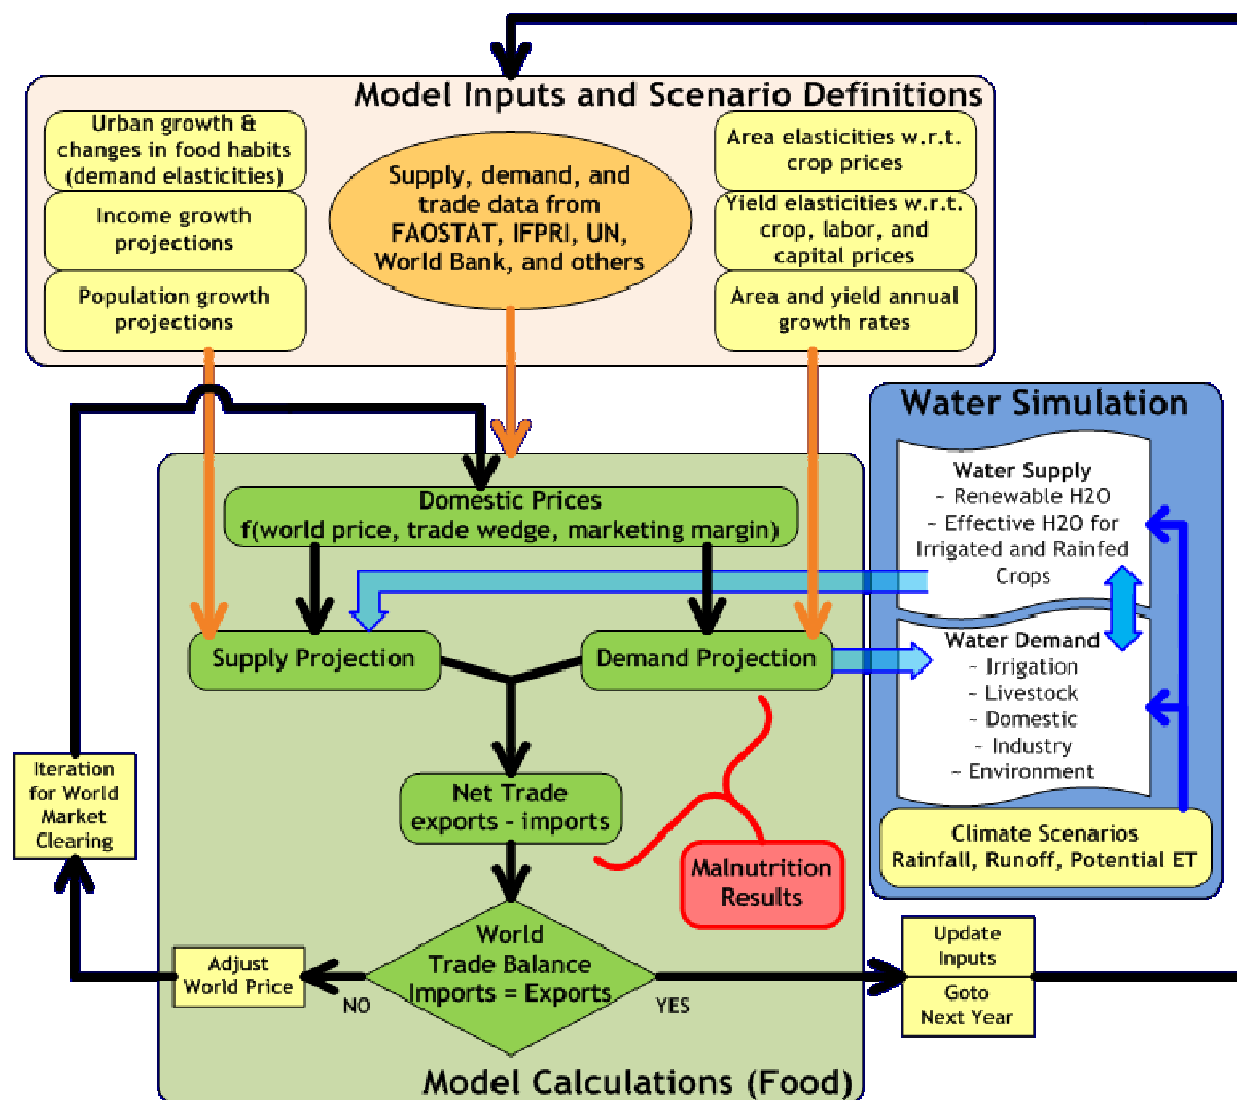 Model Inputs and Scenario Definitions
Urban growth &
changes in food habits
(demand elasticities)
Income growth
projections
Population growth
projections
Supply, demand, and
trade data from
FAOSTAT, IFPRI, UN,
World Bank, and others
Area elasticities w.r.t.
crop prices
Yield elasticities w.r.t.
crop, labor, and
capital prices
Area and yield annual
growth rates
Water Simulation
Water Supply
~ Renewable H2O
~ Effective H2O for
Irrigated and Rainfed
Crops
Water Demand
~ Irrigation
~ Livestock
~ Domestic
~ Industry
~ Environment
Climate Scenarios
Rainfall, Runoff, Potential ET
Domestic Prices
f(world price, trade wedge, marketing margin)
Supply Projection
Demand Projection
Net Trade
exports - imports
Malnutrition
Results
World
Trade Balance
Imports = Exports
NO
YES
Adjust
World Price
Iteration
for World
Market
Clearing
Update
Inputs
Goto
Next Year
Model Calculations (Food)